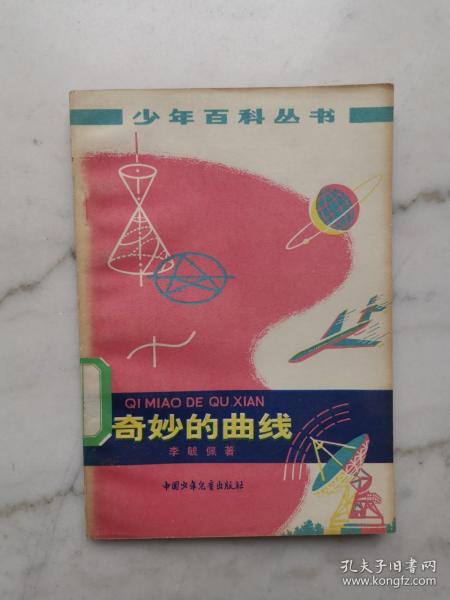 少年百科丛书
QI MIAO DE QU XIAN
奇妙的曲线
李毓佩著
中国少年儿童出版社
孔夫子旧书网
www.kongfz.com